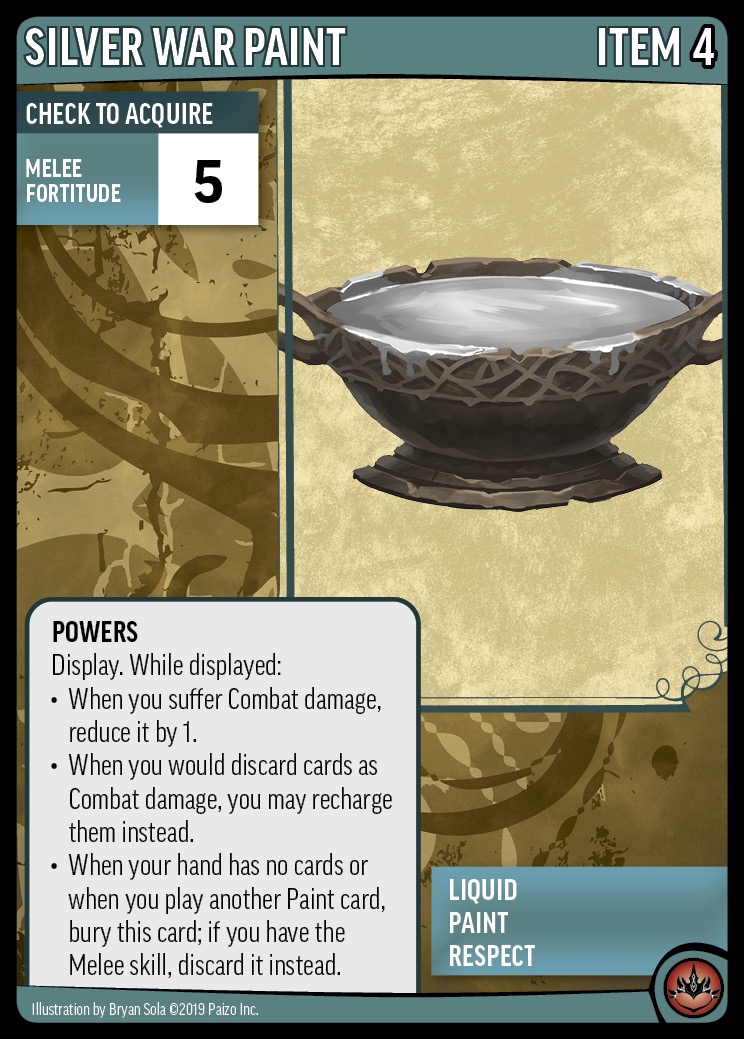 SILVER WAR PAINT
ITEM 4
CHECK TO ACQUIRE
MELEE
FORTITUDE
5
POWERS
Display. While displayed:
• When you suffer Combat damage,
reduce it by 1.
• When you would discard cards as
Combat damage, you may recharge
them instead.
• When your hand has no cards or
when you play another Paint card,
bury this card; if you have the
Melee skill, discard it instead.
LIQUID
PAINT
RESPECT
Illustration by Bryan Sola ©2019 Paizo Inc.